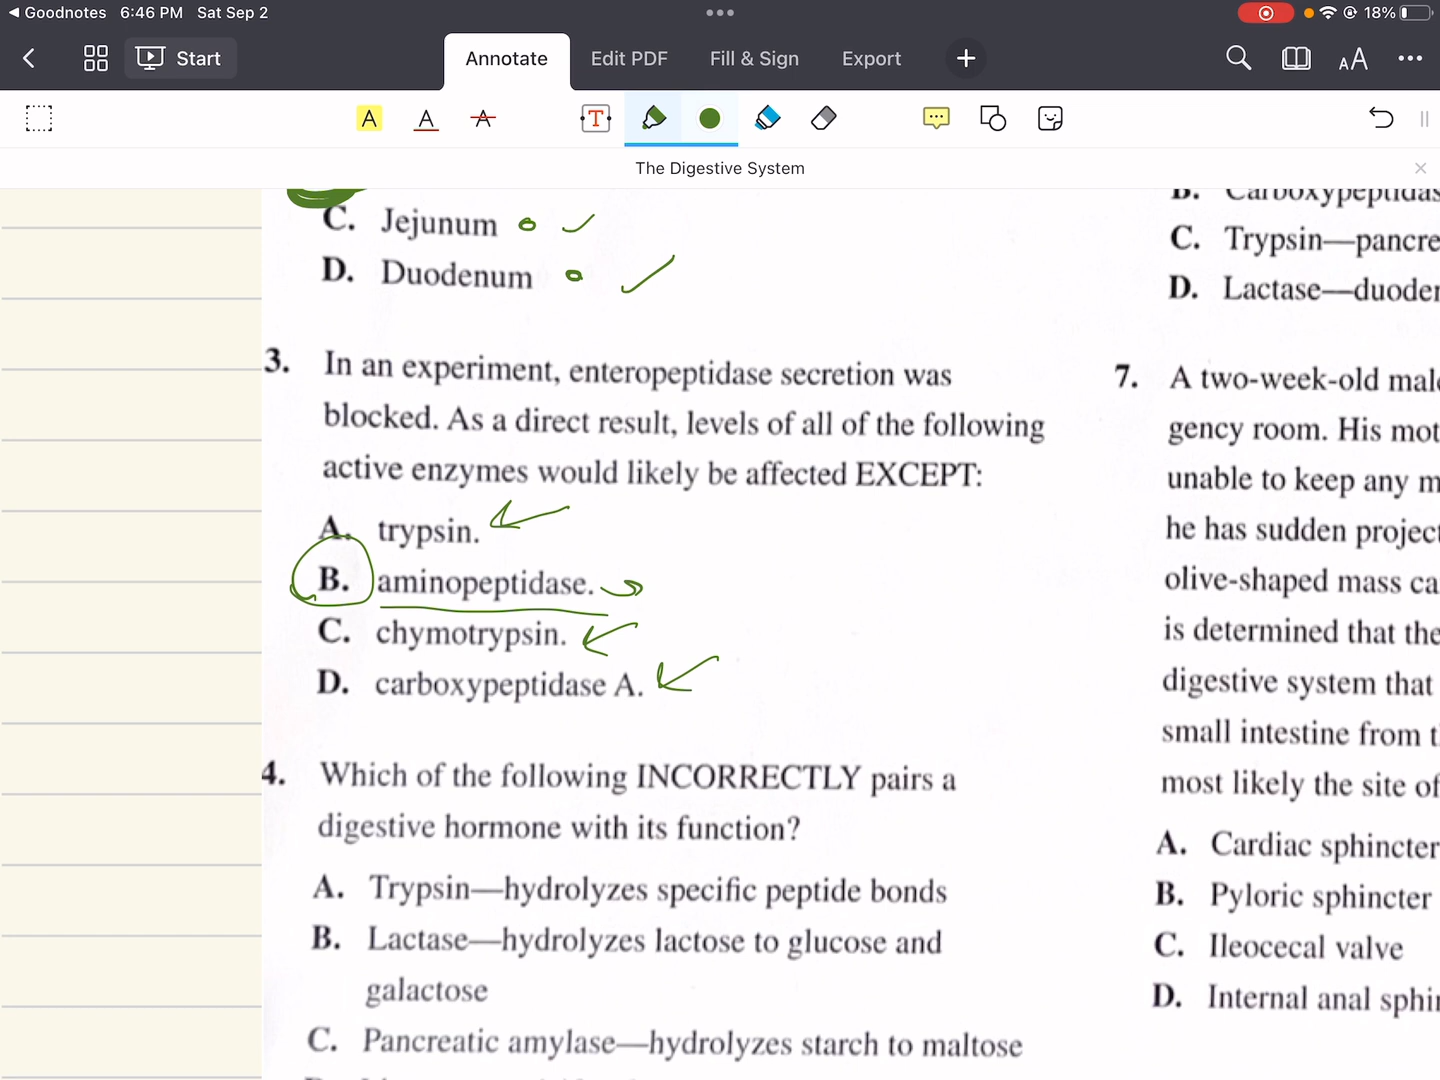 Goodnotes 6:46 PM Sat Sep 2
18%
Start
Annotate
Edit PDF
Fill & Sign
Export
The Digestive System
C. Jejunum
D. Duodenum
3. In an experiment, enteropeptidase secretion was
blocked. As a direct result, levels of all of the following
active enzymes would likely be affected EXCEPT:
A. trypsin.
B. aminopeptidase.
C. chymotrypsin.
D. carboxypeptidase A.
4. Which of the following INCORRECTLY pairs a
digestive hormone with its function?
A. Trypsin—hydrolyzes specific peptide bonds
B. Lactase—hydrolyzes lactose to glucose and
galactose
C. Pancreatic amylase—hydrolyzes starch to maltose
B. Carboxypeptidas
C. Trypsin—pancre
D. Lactase—duoden
7. A two-week-old male
gency room. His mot
unable to keep any m
he has sudden project
olive-shaped mass ca
is determined that the
digestive system that
small intestine from t
most likely the site of
A. Cardiac sphincter
B. Pyloric sphincter
C. Ileocecal valve
D. Internal anal sphin